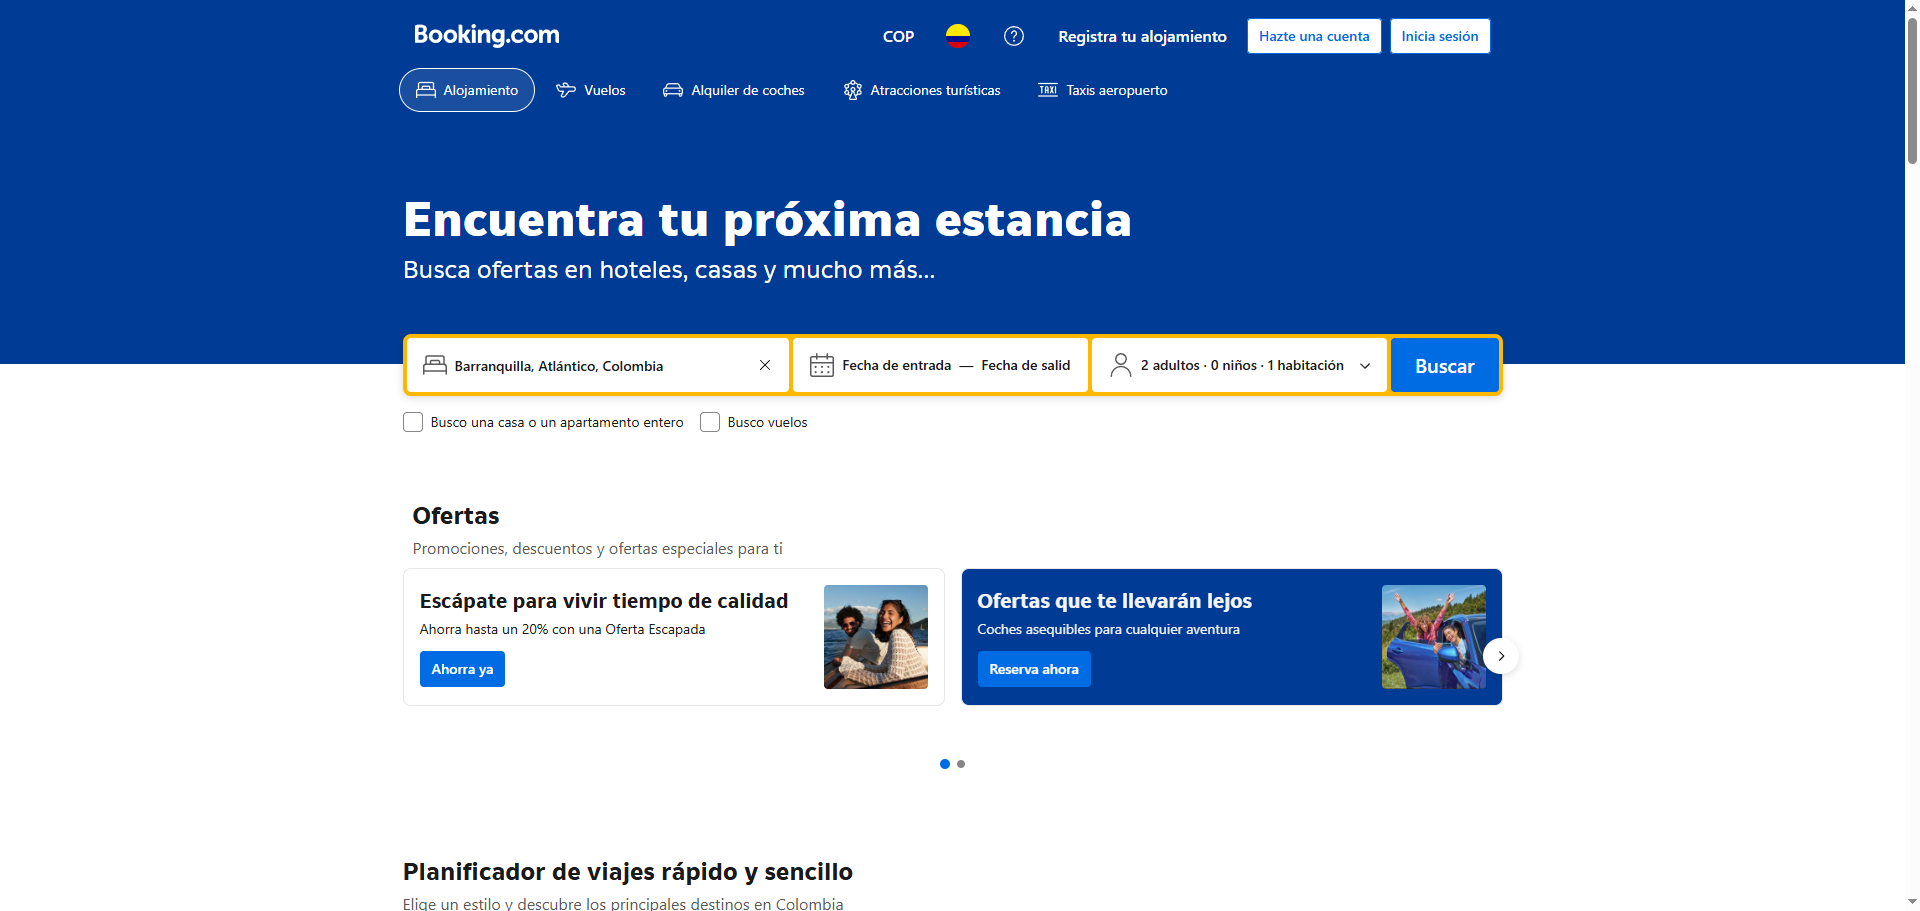 Booking.com
COP
Registra tu alojamiento
Hazte una cuenta
Inicia sesión
Alojamiento
Vuelos
Alquiler de coches
Atracciones turísticas
TAXI
Taxis aeropuerto
Encuentra tu próxima estancia
Busca ofertas en hoteles, casas y mucho más...
Barranquilla, Atlántico, Colombia
Fecha de entrada — Fecha de salid
2 adultos · 0 niños · 1 habitación
Buscar
Busco una casa o un apartamento entero
Busco vuelos
Ofertas
Promociones, descuentos y ofertas especiales para ti
Escápate para vivir tiempo de calidad
Ahorra hasta un 20% con una Oferta Escapada
Ahorra ya
Ofertas que te llevarán lejos
Coches asequibles para cualquier aventura
Reserva ahora
Planificador de viajes rápido y sencillo
Elige un estilo y descubre los principales destinos en Colombia